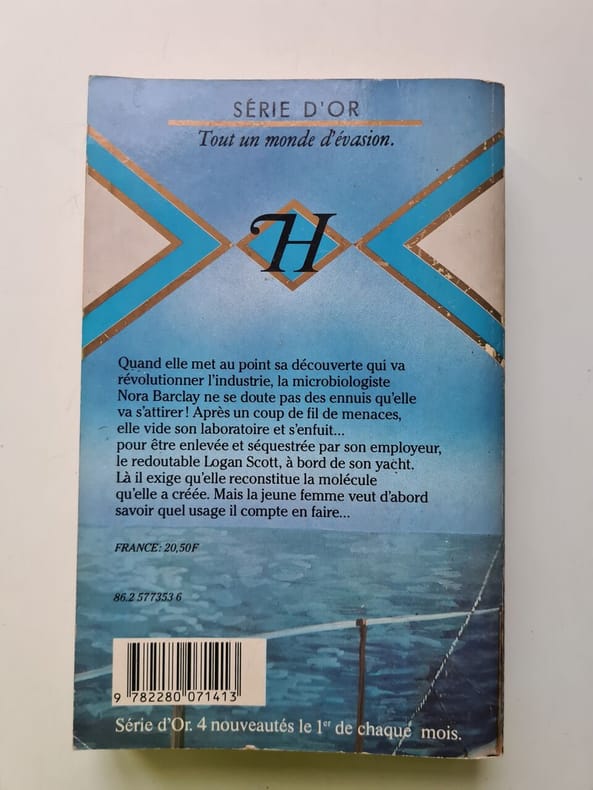 SÉRIE D'OR
Tout un monde d'évasion.
H
Quand elle met au point sa découverte qui va
révolutionner l'industrie, la microbiologiste
Nora Barclay ne se doute pas des ennuis qu'elle
va s'attirer! Après un coup de fil de menaces,
elle vide son laboratoire et s'enfuit...
pour être enlevée et séquestrée par son employeur,
le redoutable Logan Scott, à bord de son yacht.
Là il exige qu'elle reconstitue la molécule
qu'elle a créée. Mais la jeune femme veut d'abord
savoir quel usage il compte en faire...
FRANCE: 20,50F
86.2 577353 6
9 782280 071413
Série d'Or. 4 nouveautés le 1er de chaque mois.